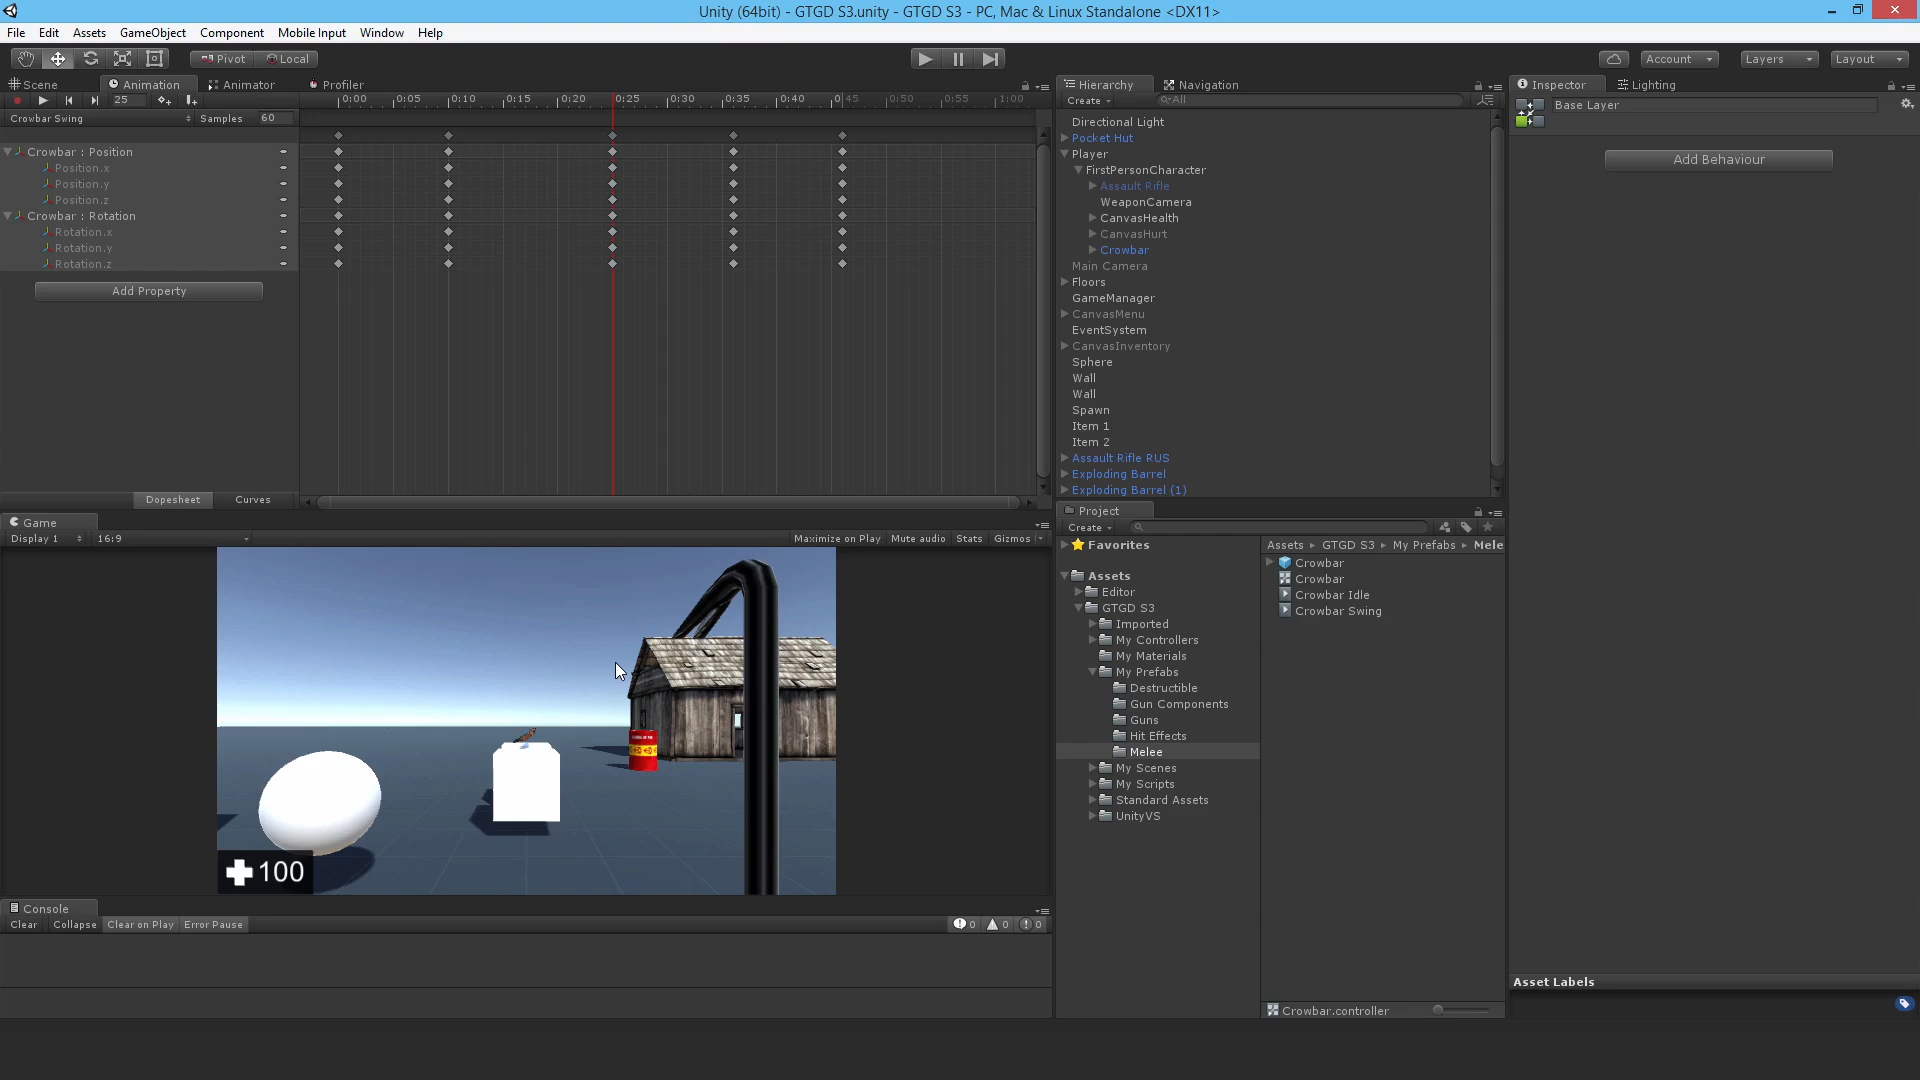 Unity (64bit) - GTGD S3.unity - GTGD S3 - PC, Mac & Linux Standalone <DX11>
File Edit Assets GameObject Component Mobile Input Window Help
Pivot Local Account Layers Layout
Scene Animation Animator Profiler
25 0:00 0:05 0:10 0:15 0:20 0:25 0:30 0:35 0:40 0:45 0:50 0:55 1:00
Crowbar Swing Samples 60
Crowbar : Position
Position.x
Position.y
Position.z
Crowbar : Rotation
Rotation.x
Rotation.y
Rotation.z
Add Property
Dopesheet Curves
Hierarchy Navigation
Create All
Directional Light
Pocket Hut
Player
FirstPersonCharacter
Assault Rifle
WeaponCamera
CanvasHealth
CanvasHurt
Crowbar
Main Camera
Floors
GameManager
CanvasMenu
EventSystem
CanvasInventory
Sphere
Wall
Wall
Spawn
Item 1
Item 2
Assault Rifle RUS
Exploding Barrel
Exploding Barrel (1)
Inspector Lighting
Base Layer
Add Behaviour
Game
Display 1 16:9 Maximize on Play Mute audio Stats Gizmos
100
Console
Clear Collapse Clear on Play Error Pause 0 0 0
Project
Create
Favorites
Assets
Editor
GTGD S3
Imported
My Controllers
My Materials
My Prefabs
Destructible
Gun Components
Guns
Hit Effects
Melee
My Scenes
My Scripts
Standard Assets
UnityVS
Assets GTGD S3 My Prefabs Mele
Crowbar
Crowbar
Crowbar Idle
Crowbar Swing
Crowbar.controller
Asset Labels